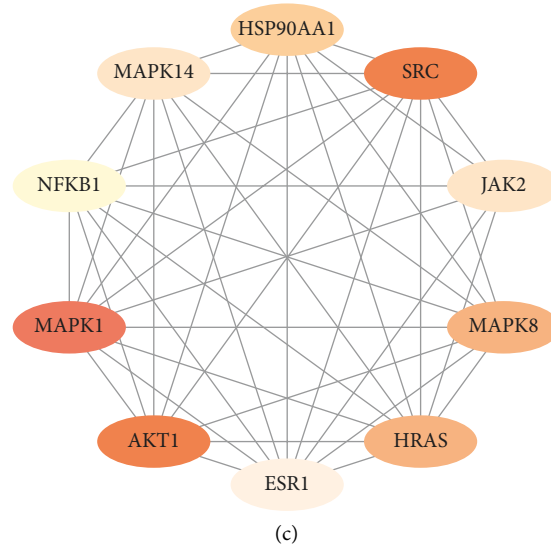 HSP90AA1
MAPK14
SRC
NFKB1
JAK2
MAPK1
MAPK8
AKT1
HRAS
ESR1
(c)